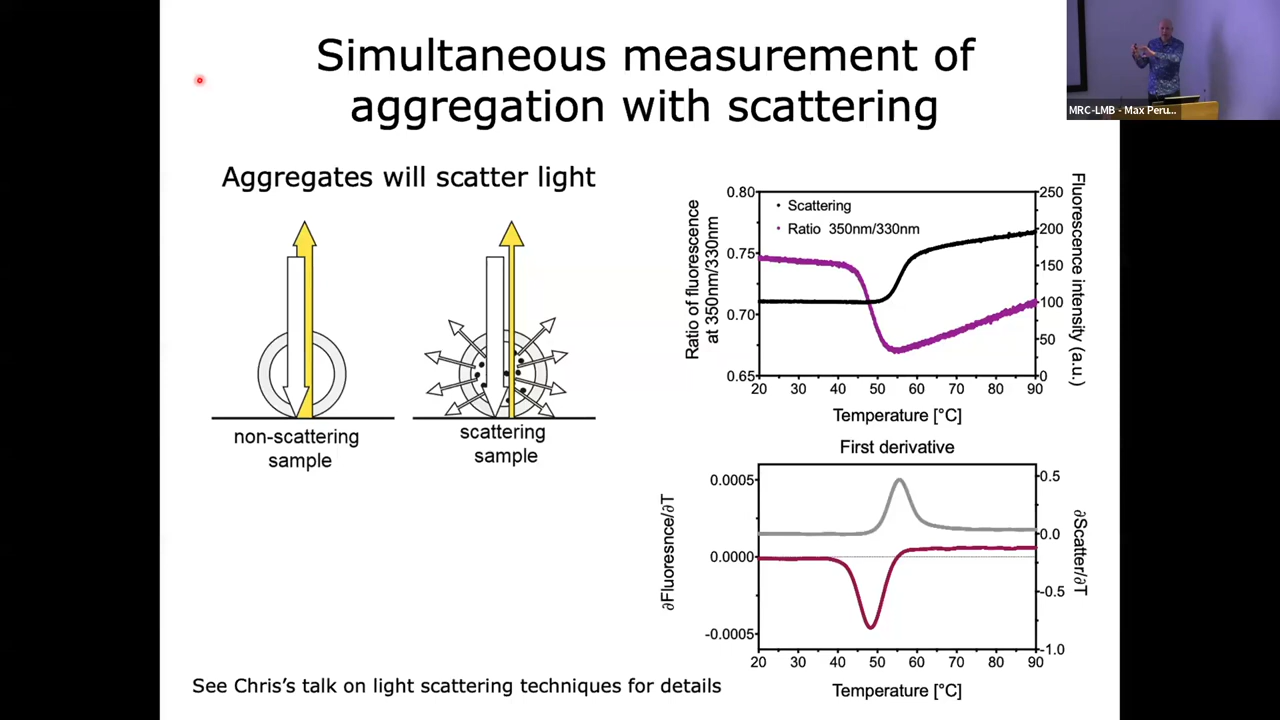 Simultaneous measurement of
aggregation with scattering
MRC-LMB - Max Peru...
Aggregates will scatter light
non-scattering
sample
scattering
sample
Ratio of fluorescence
at 350nm/330nm
0.80
0.75
0.70
0.65
Scattering
Ratio 350nm/330nm
250
200
150
100
50
0
Fluorescence intensity (a.u.)
20 30 40 50 60 70 80 90
Temperature [°C]
First derivative
∂Fluoresnce/∂T
0.0005
0.0000
-0.0005
0.5
0.0
-0.5
-1.0
∂Scatter/∂T
20 30 40 50 60 70 80 90
Temperature [°C]
See Chris's talk on light scattering techniques for details